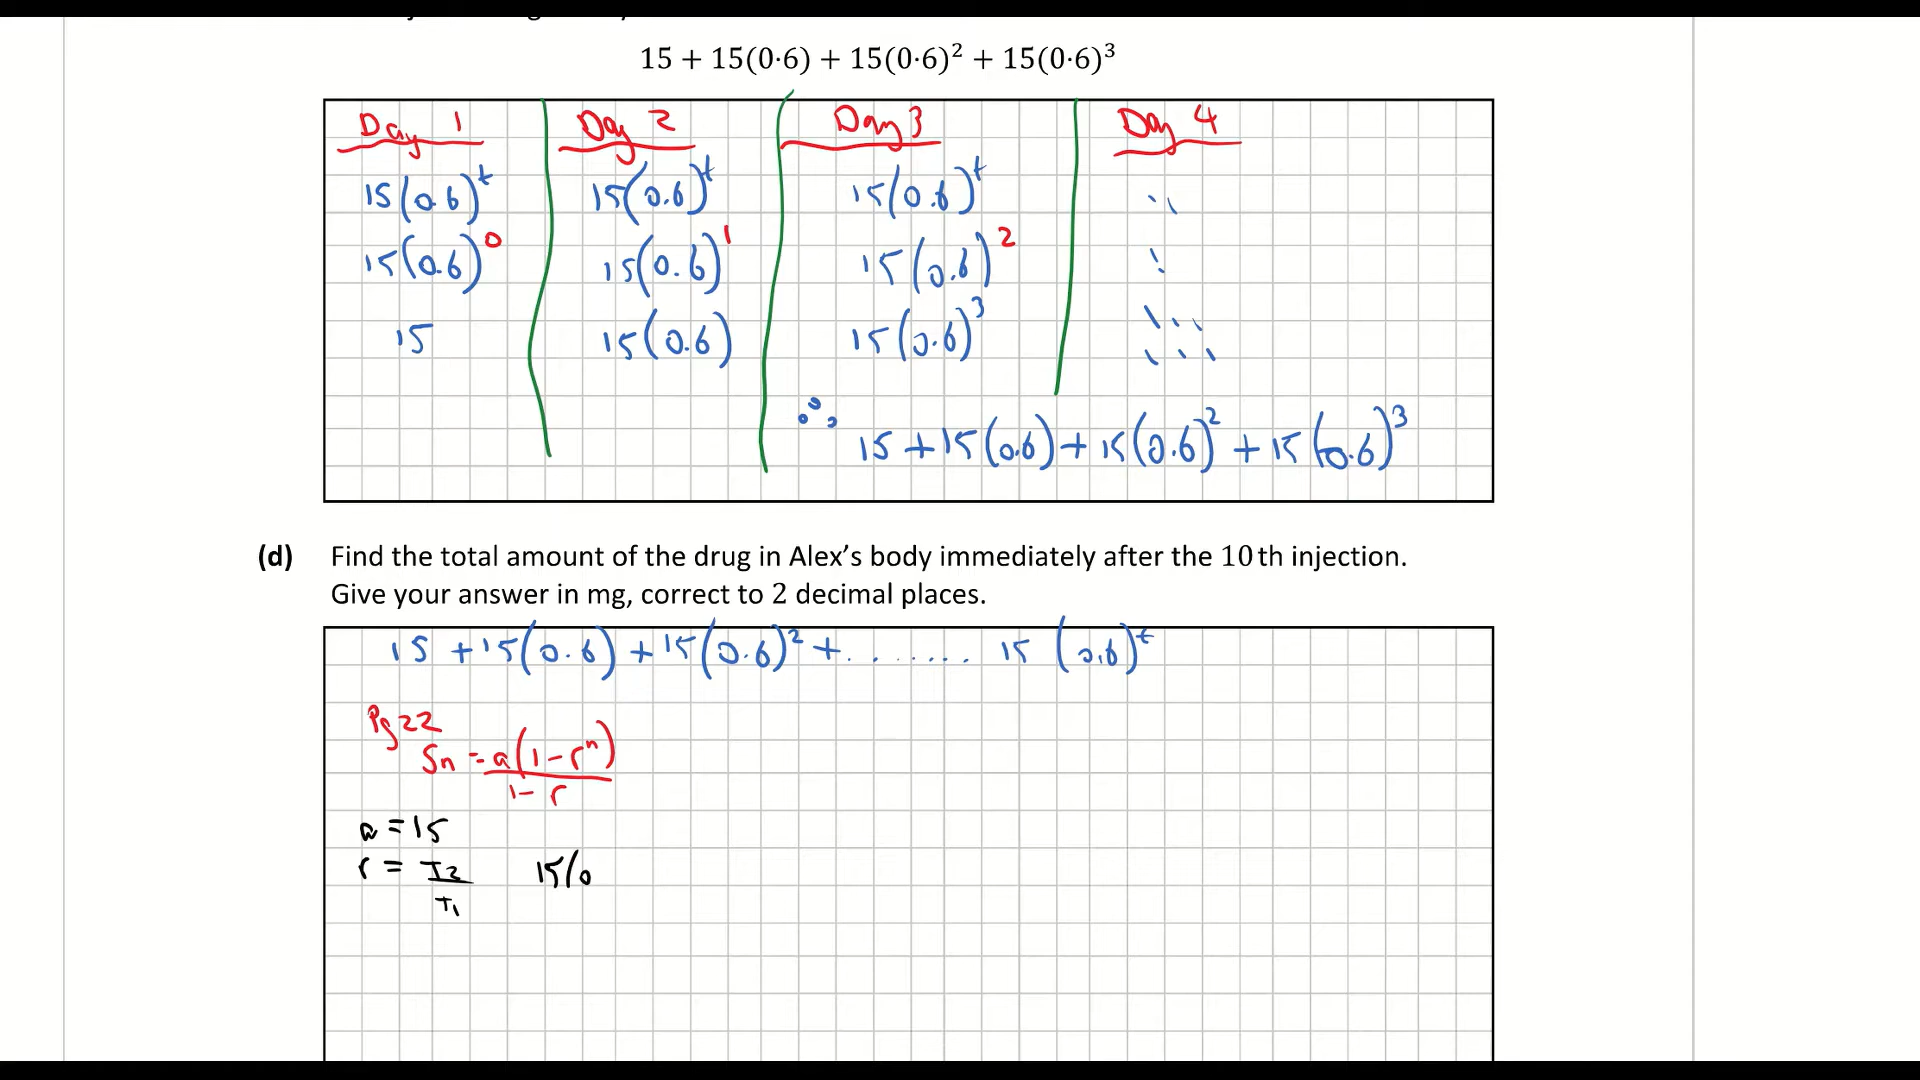 15 + 15(0·6) + 15(0·6)² + 15(0·6)³
Day 1 Day 2 Day 3 Day 4
15(0.6)ᵗ 15(0.6)ᵗ 15(0.6)ᵗ
15(0.6)⁰ 15(0.6)¹ 15(0.6)²
15 15(0.6) 15(0.6)³
∴ 15 + 15(0.6) + 15(0.6)² + 15(0.6)³
(d) Find the total amount of the drug in Alex’s body immediately after the 10th injection.
Give your answer in mg, correct to 2 decimal places.
15 + 15(0.6) + 15(0.6)² + ........ 15 (0.6)ᵗ
Pg 22
Sn = a(1 - rⁿ)
1 - r
a = 15
r = T2 15(0
T1